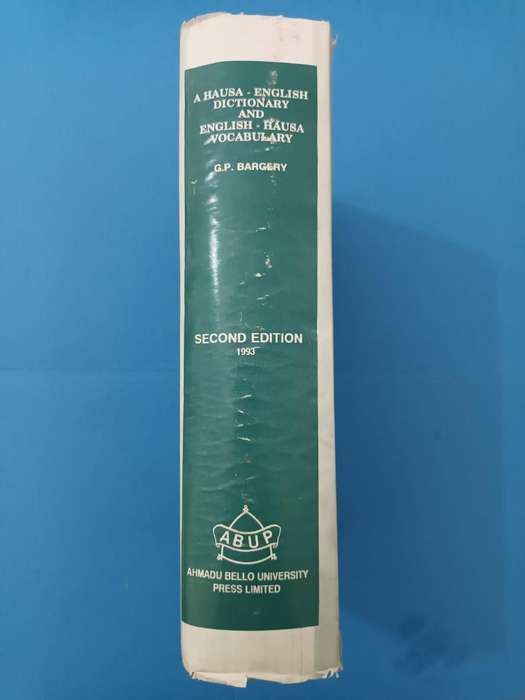 A HAUSA - ENGLISH
DICTIONARY
AND
ENGLISH - HAUSA
VOCABULARY
G.P. BARGERY
SECOND EDITION
1993
ABUP
AHMADU BELLO UNIVERSITY
PRESS LIMITED